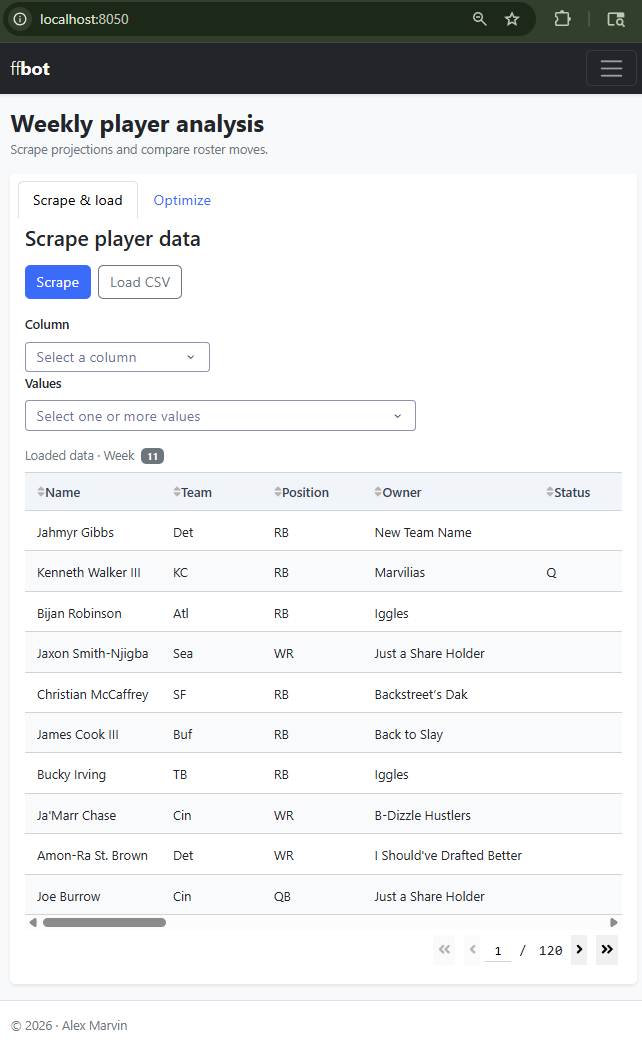 localhost:8050
ffbot
Weekly player analysis
Scrape projections and compare roster moves.
Scrape & load Optimize
Scrape player data
Scrape Load CSV
Column
Select a column
Values
Select one or more values
Loaded data · Week 11
Name Team Position Owner Status
Jahmyr Gibbs Det RB New Team Name
Kenneth Walker III KC RB Marvilias Q
Bijan Robinson Atl RB Iggles
Jaxon Smith-Njigba Sea WR Just a Share Holder
Christian McCaffrey SF RB Backstreet's Dak
James Cook III Buf RB Back to Slay
Bucky Irving TB RB Iggles
Ja'Marr Chase Cin WR B-Dizzle Hustlers
Amon-Ra St. Brown Det WR I Should've Drafted Better
Joe Burrow Cin QB Just a Share Holder
1 / 120
© 2026 · Alex Marvin